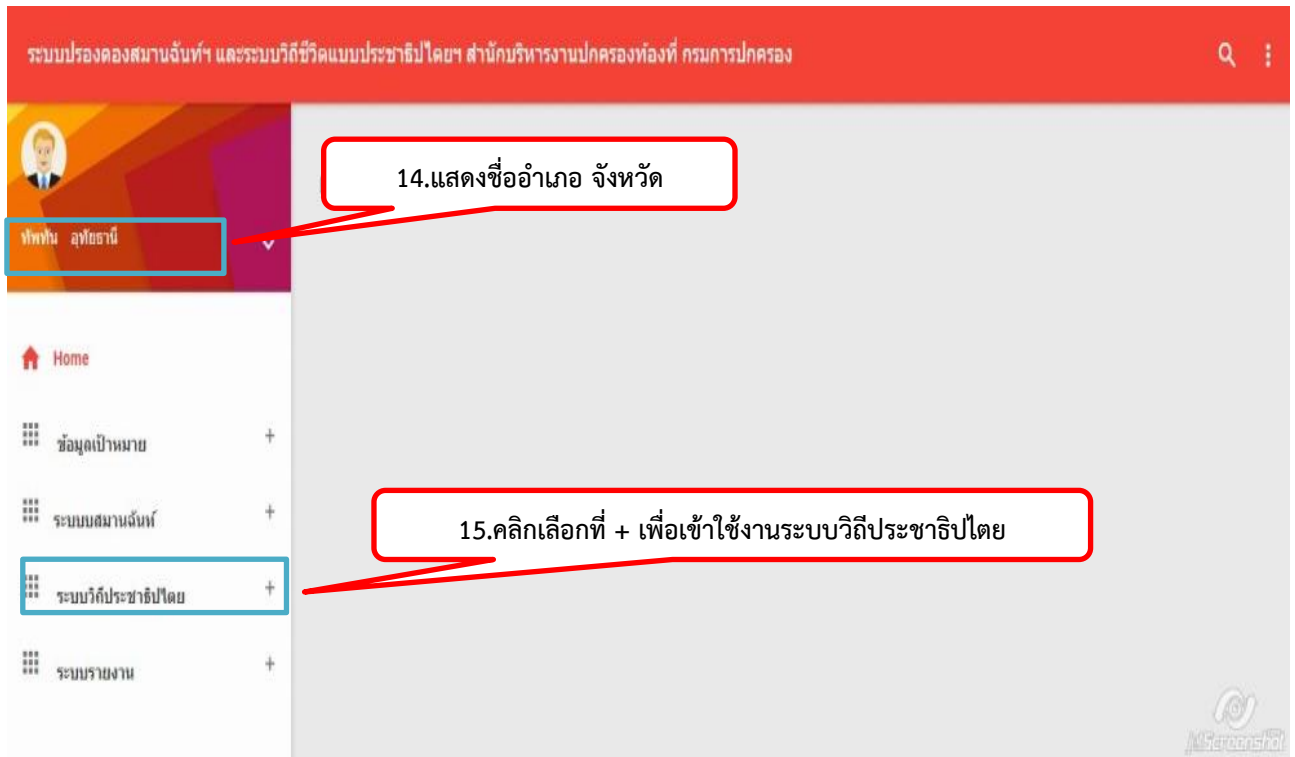 ระบบปรองดองสมานฉันท์ฯ และระบบวิถีชีวิตแบบประชาธิปไตยฯ สำนักบริหารงานปกครองท้องที่ กรมการปกครอง
14.แสดงชื่ออำเภอ จังหวัด
ทัพทัน อุทัยธานี
Home
ข้อมูลเป้าหมาย +
ระบบบสมานฉันท์ +
15.คลิกเลือกที่ + เพื่อเข้าใช้งานระบบวิถีประชาธิปไตย
ระบบวิถีประชาธิปไตย +
ระบบรายงาน +